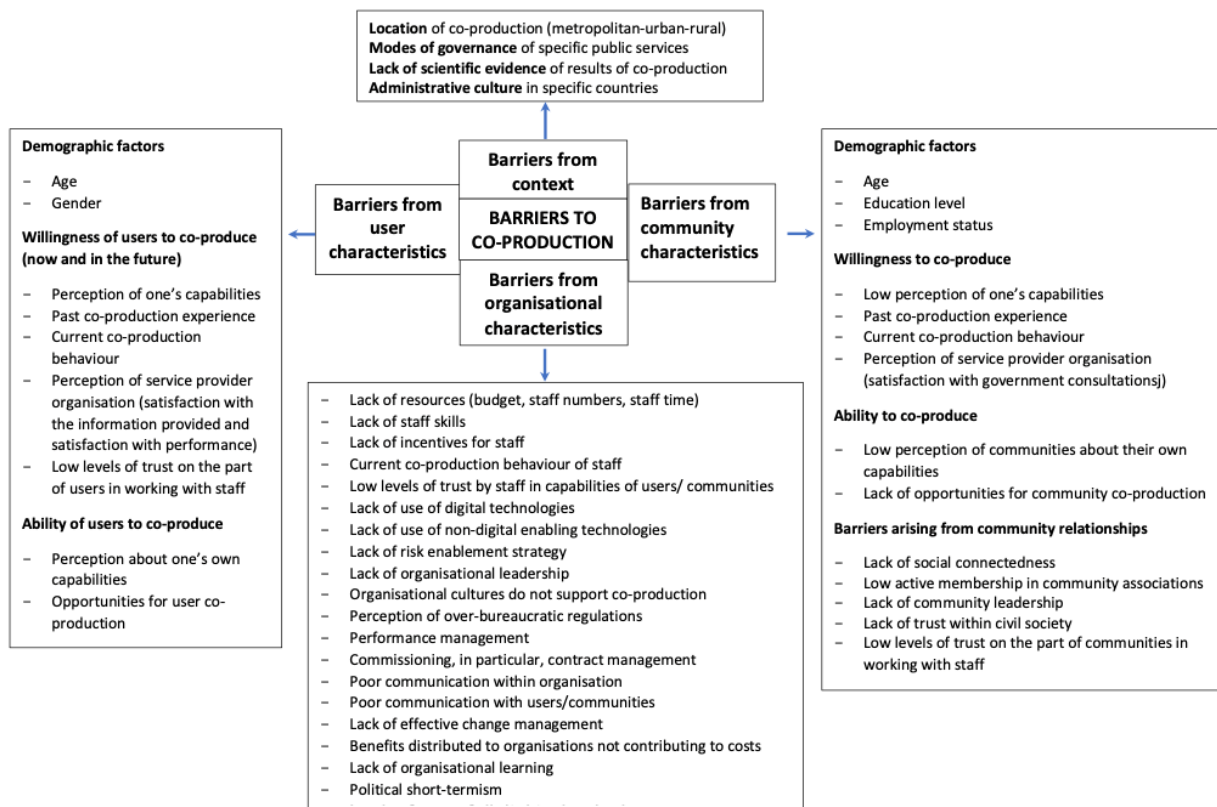 Location of co-production (metropolitan-urban-rural)
Modes of governance of specific public services
Lack of scientific evidence of results of co-production
Administrative culture in specific countries
Barriers from
context
BARRIERS TO
CO-PRODUCTION
Barriers from
user
characteristics
Barriers from
community
characteristics
Barriers from
organisational
characteristics
Demographic factors
– Age
– Gender
Willingness of users to co-produce
(now and in the future)
– Perception of one's capabilities
– Past co-production experience
– Current co-production
behaviour
– Perception of service provider
organisation (satisfaction with
the information provided and
satisfaction with performance)
– Low levels of trust on the part
of users in working with staff
Ability of users to co-produce
– Perception about one's own
capabilities
– Opportunities for user co-
production
– Lack of resources (budget, staff numbers, staff time)
– Lack of staff skills
– Lack of incentives for staff
– Current co-production behaviour of staff
– Low levels of trust by staff in capabilities of users/ communities
– Lack of use of digital technologies
– Lack of use of non-digital enabling technologies
– Lack of risk enablement strategy
– Lack of organisational leadership
– Organisational cultures do not support co-production
– Perception of over-bureaucratic regulations
– Performance management
– Commissioning, in particular, contract management
– Poor communication within organisation
– Poor communication with users/communities
– Lack of effective change management
– Benefits distributed to organisations not contributing to costs
– Lack of organisational learning
– Political short-termism
Demographic factors
– Age
– Education level
– Employment status
Willingness to co-produce
– Low perception of one's capabilities
– Past co-production experience
– Current co-production behaviour
– Perception of service provider organisation
(satisfaction with government consultationsj)
Ability to co-produce
– Low perception of communities about their own
capabilities
– Lack of opportunities for community co-production
Barriers arising from community relationships
– Lack of social connectedness
– Low active membership in community associations
– Lack of community leadership
– Lack of trust within civil society
– Low levels of trust on the part of communities in
working with staff